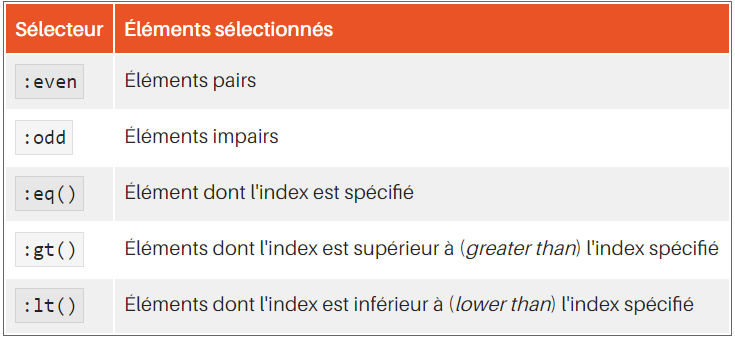 Sélecteur Éléments sélectionnés
:even Éléments pairs
:odd Éléments impairs
:eq() Élément dont l'index est spécifié
:gt() Éléments dont l'index est supérieur à (greater than) l'index spécifié
:lt() Éléments dont l'index est inférieur à (lower than) l'index spécifié